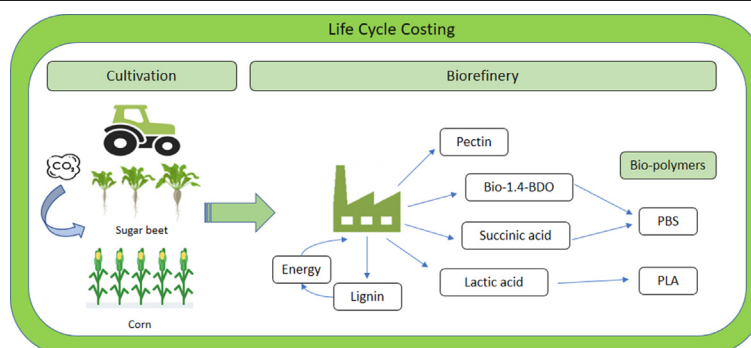 Life Cycle Costing
Cultivation
Biorefinery
CO₂
Sugar beet
Corn
Pectin
Bio-1.4-BDO
Succinic acid
Lactic acid
Energy
Lignin
Bio-polymers
PBS
PLA